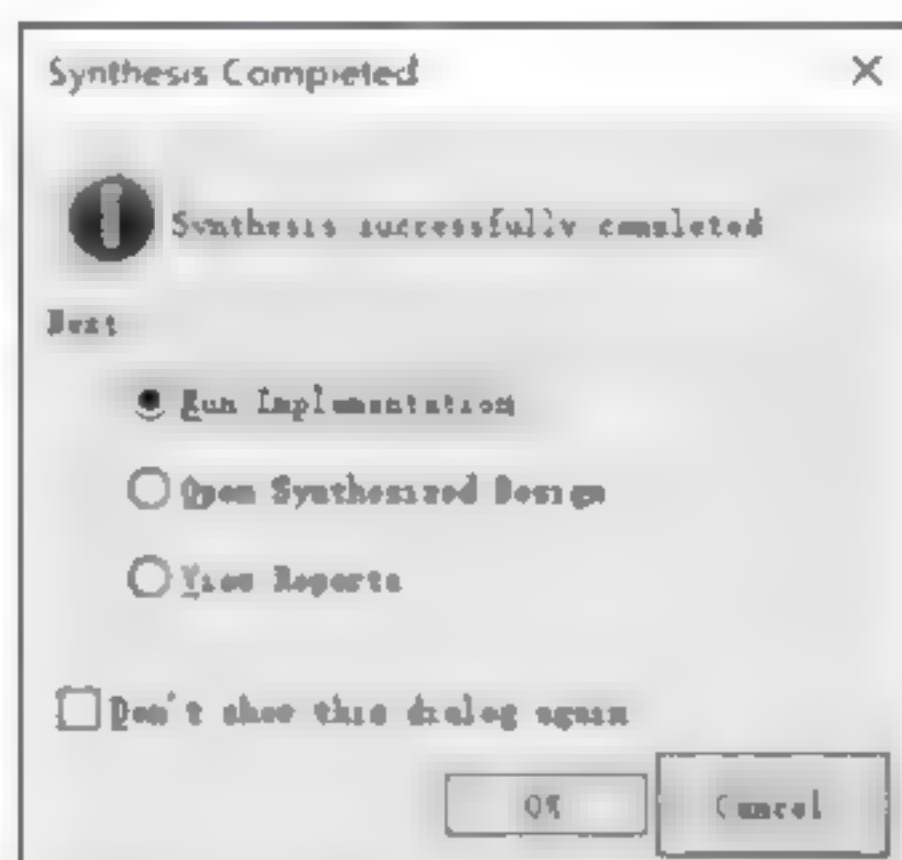 Synthesis Completed
Synthesis successfully completed
Next
Run Implementation
Open Synthesized Design
View Reports
Don't show this dialog again
OK
Cancel